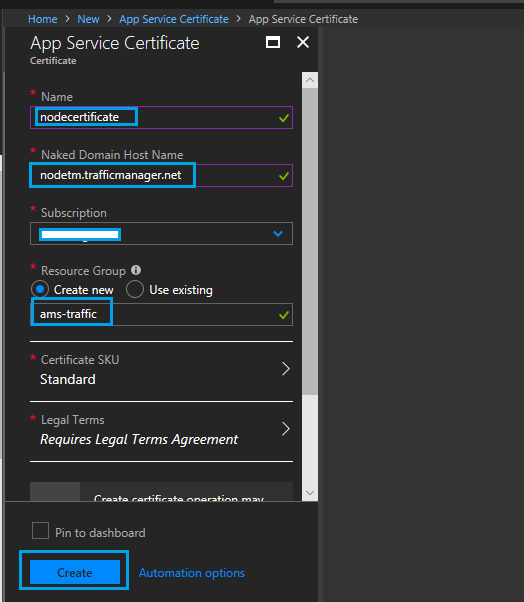 Home > New > App Service Certificate > App Service Certificate
App Service Certificate
Certificate
* Name
nodecertificate
* Naked Domain Host Name
nodetm.trafficmanager.net
* Subscription
* Resource Group
Create new Use existing
ams-traffic
* Certificate SKU
Standard
* Legal Terms
Requires Legal Terms Agreement
Create certificate operation may
Pin to dashboard
Create Automation options